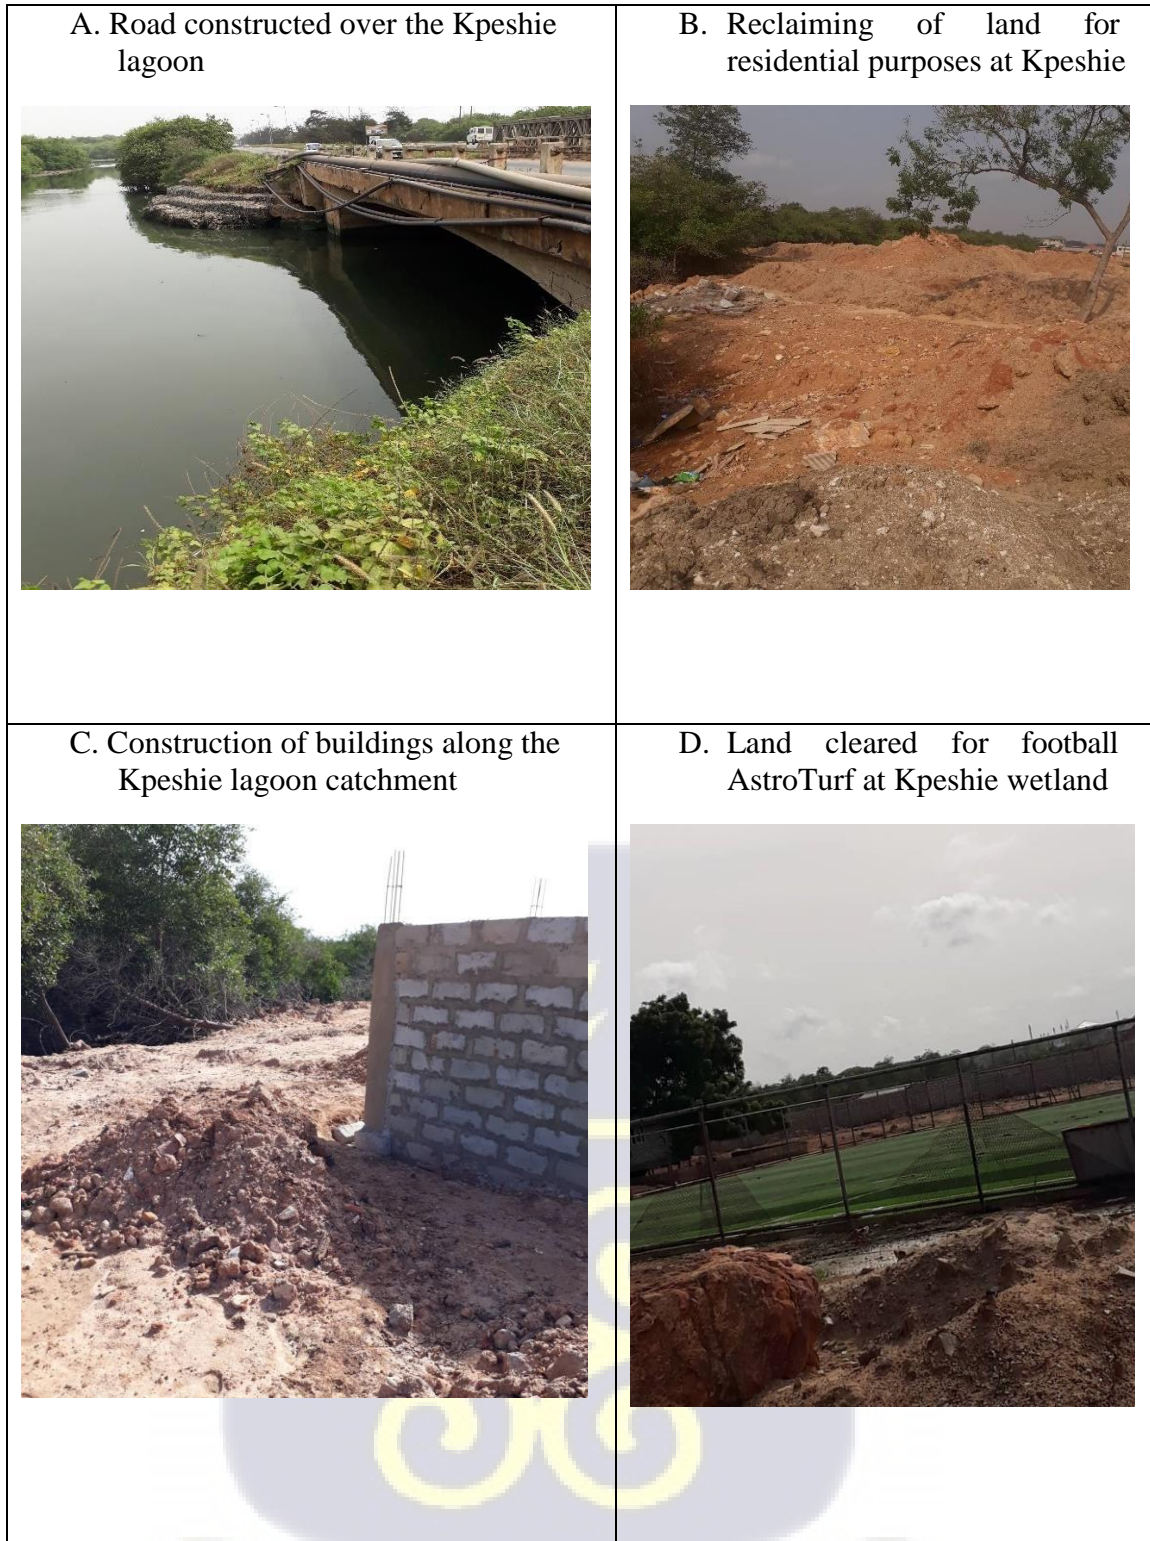 A. Road constructed over the Kpeshie
lagoon
B. Reclaiming of land for
residential purposes at Kpeshie
C. Construction of buildings along the
Kpeshie lagoon catchment
D. Land cleared for football
AstroTurf at Kpeshie wetland